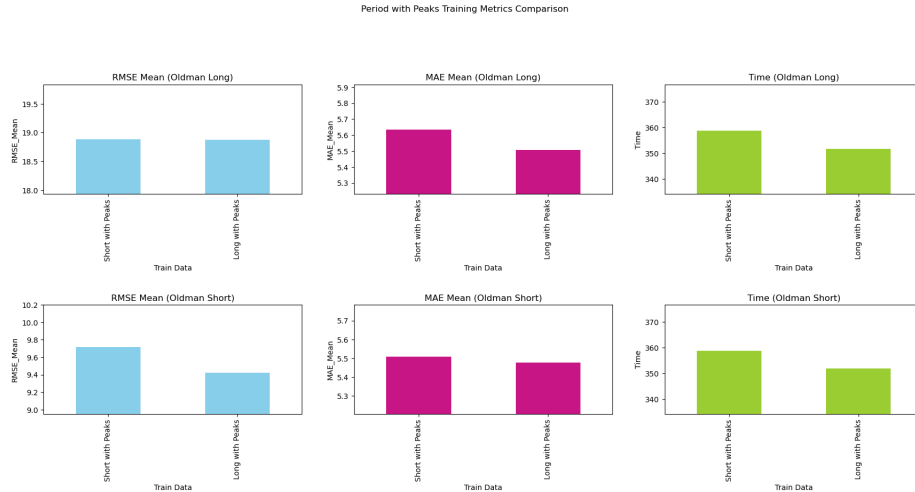 Period with Peaks Training Metrics Comparison
RMSE Mean (Oldman Long)
RMSE_Mean
19.5
19.0
18.5
18.0
Short with Peaks
Long with Peaks
Train Data
MAE Mean (Oldman Long)
MAE_Mean
5.9
5.8
5.7
5.6
5.5
5.4
5.3
Short with Peaks
Long with Peaks
Train Data
Time (Oldman Long)
Time
370
360
350
340
Short with Peaks
Long with Peaks
Train Data
RMSE Mean (Oldman Short)
RMSE_Mean
10.2
10.0
9.8
9.6
9.4
9.2
9.0
Short with Peaks
Long with Peaks
Train Data
MAE Mean (Oldman Short)
MAE_Mean
5.7
5.6
5.5
5.4
5.3
Short with Peaks
Long with Peaks
Train Data
Time (Oldman Short)
Time
370
360
350
340
Short with Peaks
Long with Peaks
Train Data